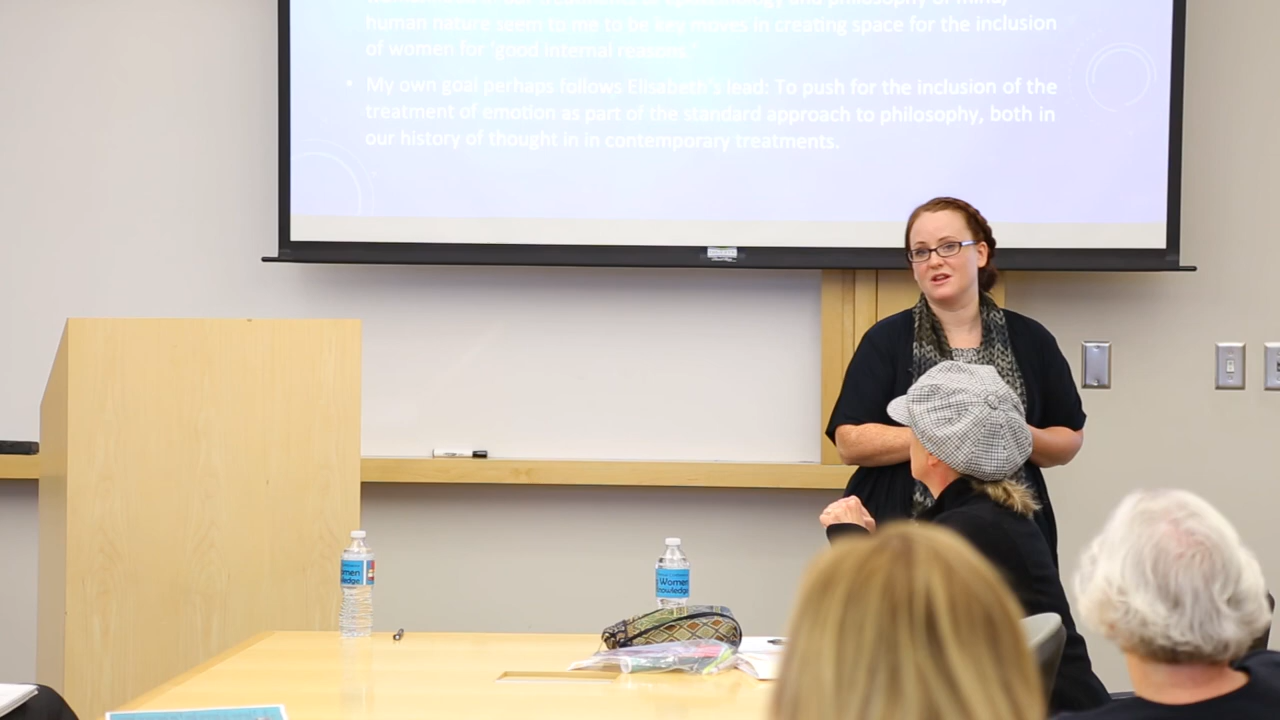 human nature seem to me to be key moves in creating space for the inclusion
of women for 'good internal reasons.'
• My own goal perhaps follows Elisabeth's lead: To push for the inclusion of the
treatment of emotion as part of the standard approach to philosophy, both in
our history of thought in in contemporary treatments.
omen
Women
nowledge